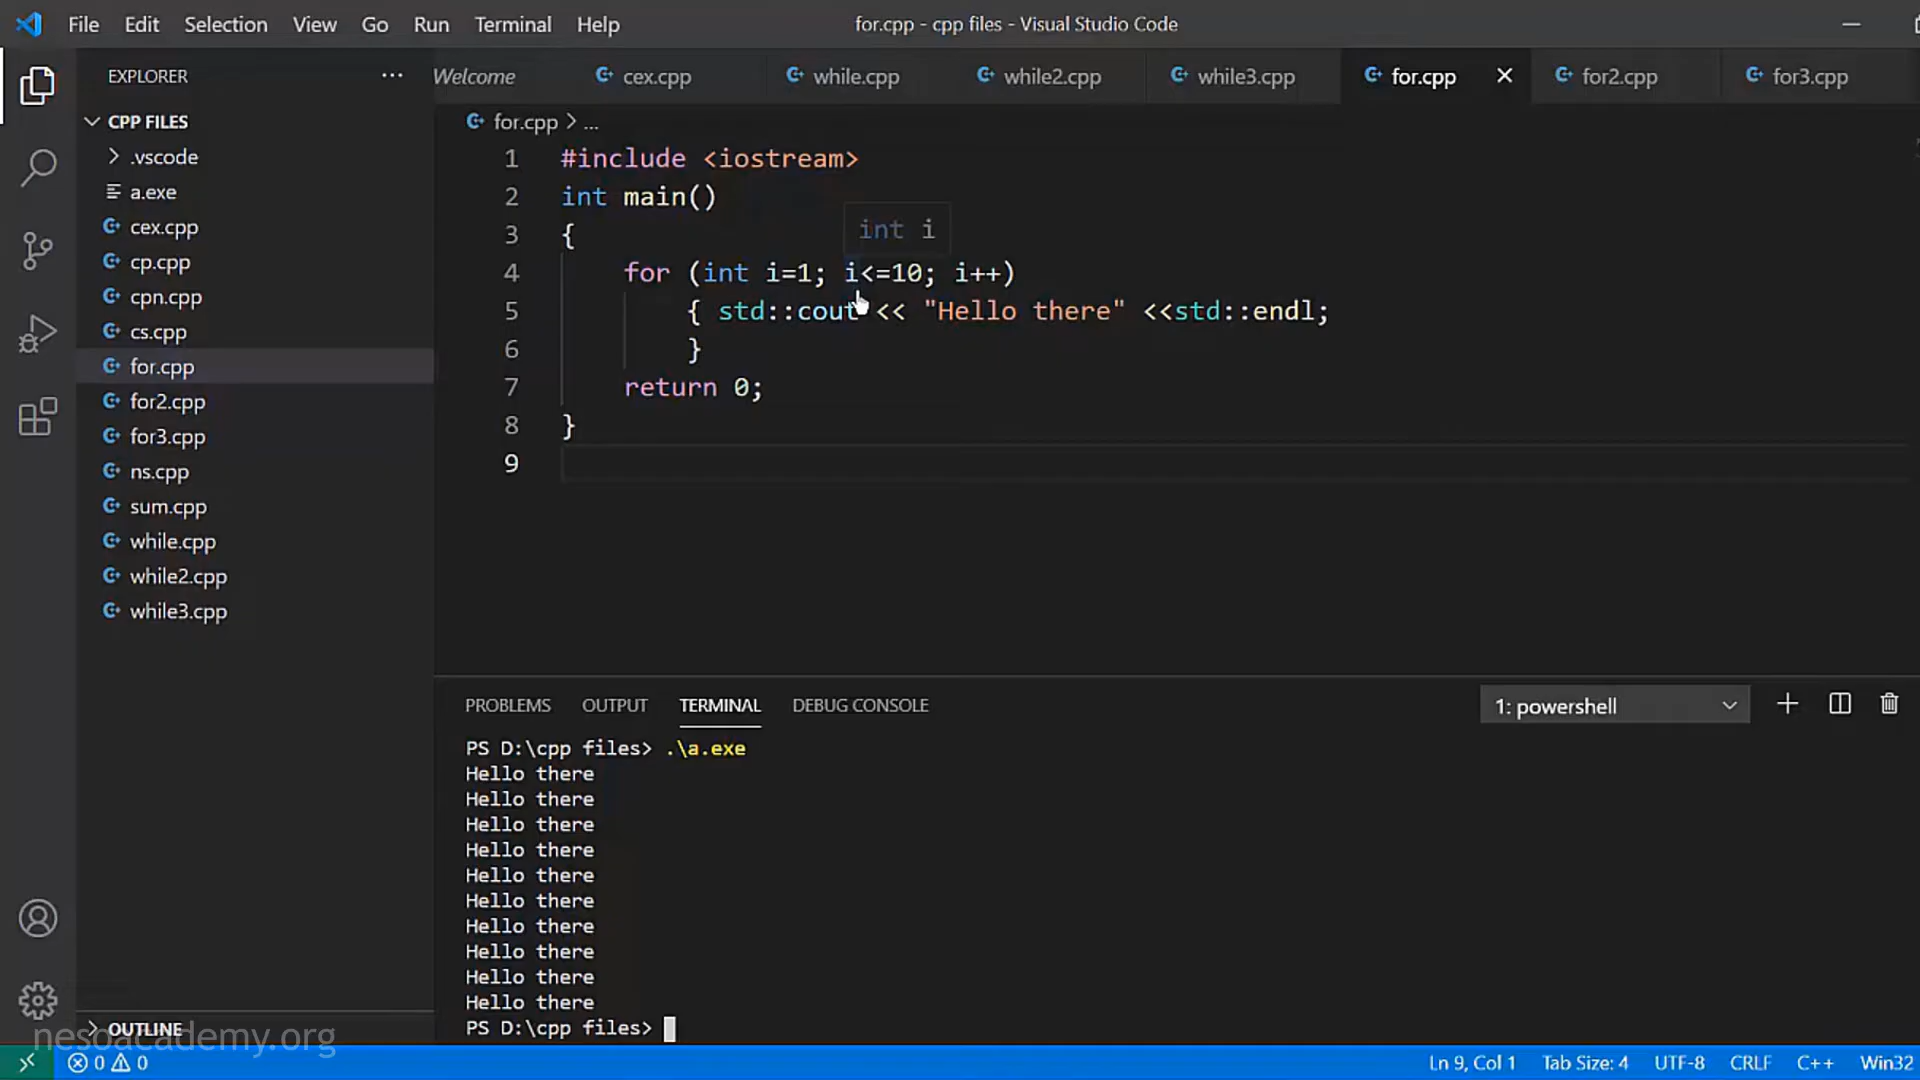 File Edit Selection View Go Run Terminal Help for.cpp - cpp files - Visual Studio Code
EXPLORER ...
Welcome cex.cpp while.cpp while2.cpp while3.cpp for.cpp for2.cpp for3.cpp
CPP FILES
.vscode
a.exe
cex.cpp
cp.cpp
cpn.cpp
cs.cpp
for.cpp
for2.cpp
for3.cpp
ns.cpp
sum.cpp
while.cpp
while2.cpp
while3.cpp
OUTLINE
nesoacademy.org
for.cpp > ...
1 #include <iostream>
2 int main()
int i
3 {
4 for (int i=1; i<=10; i++)
5 { std::cout << "Hello there" <<std::endl;
6 }
7 return 0;
8 }
9
PROBLEMS OUTPUT TERMINAL DEBUG CONSOLE 1: powershell
PS D:\cpp files> .\a.exe
Hello there
Hello there
Hello there
Hello there
Hello there
Hello there
Hello there
Hello there
Hello there
Hello there
PS D:\cpp files>
0 0 Ln 9, Col 1 Tab Size: 4 UTF-8 CRLF C++ Win32